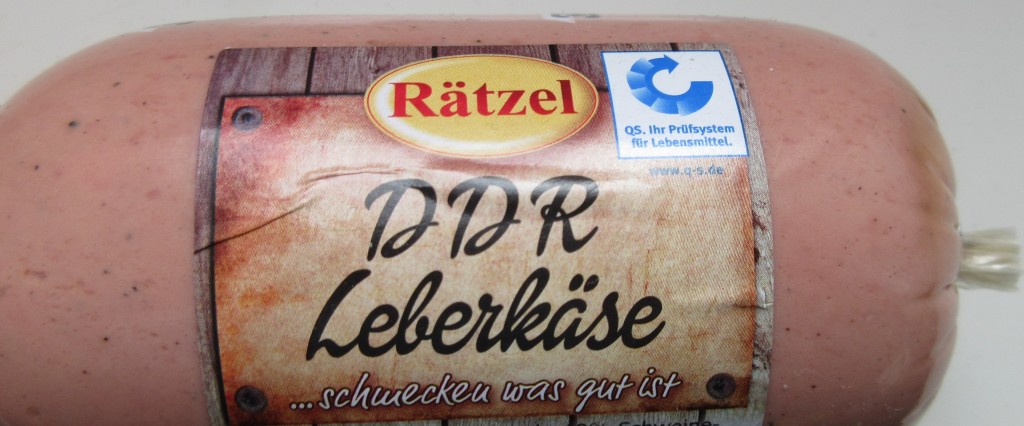 Rätzel
QS. Ihr Prüfsystem
für Lebensmittel.
www.q-s.de
DDR
Leberkäse
...schmecken was gut ist